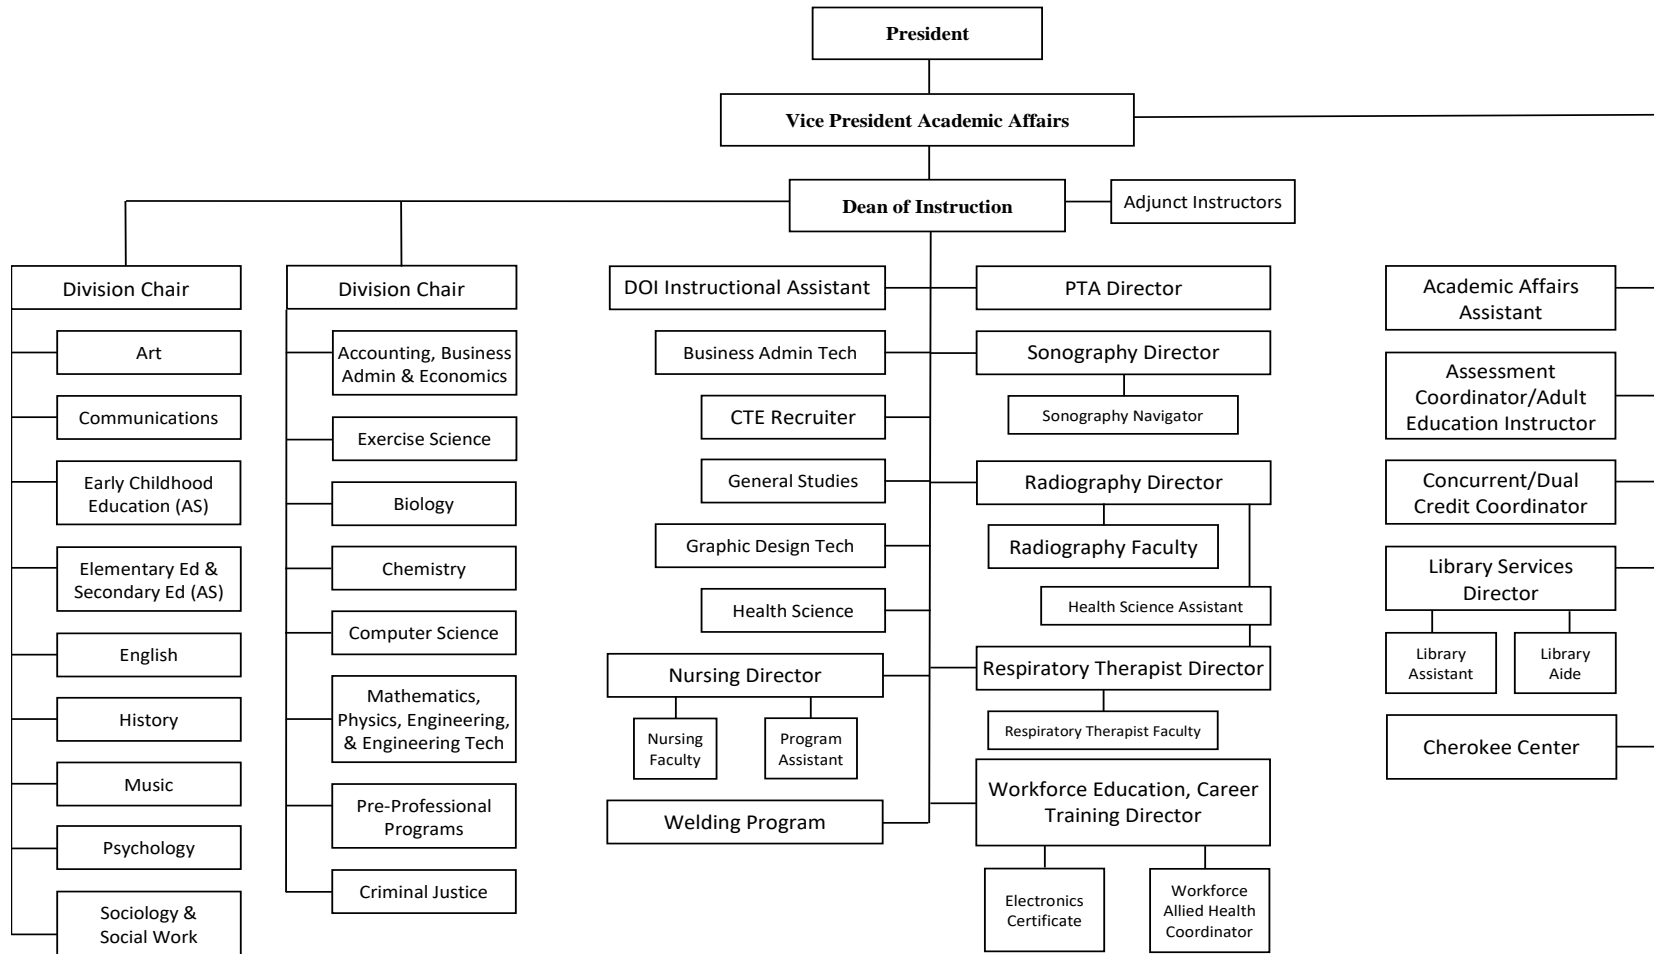 President
Vice President Academic Affairs
Dean of Instruction
Adjunct Instructors
Division Chair
Art
Communications
Early Childhood
Education (AS)
Elementary Ed &
Secondary Ed (AS)
English
History
Music
Psychology
Sociology &
Social Work
Division Chair
Accounting, Business
Admin & Economics
Exercise Science
Biology
Chemistry
Computer Science
Mathematics,
Physics, Engineering,
& Engineering Tech
Pre-Professional
Programs
Criminal Justice
DOI Instructional Assistant
Business Admin Tech
CTE Recruiter
General Studies
Graphic Design Tech
Health Science
Nursing Director
Nursing
Faculty
Program
Assistant
Welding Program
PTA Director
Sonography Director
Sonography Navigator
Radiography Director
Radiography Faculty
Health Science Assistant
Respiratory Therapist Director
Respiratory Therapist Faculty
Workforce Education, Career
Training Director
Electronics
Certificate
Workforce
Allied Health
Coordinator
Academic Affairs
Assistant
Assessment
Coordinator/Adult
Education Instructor
Concurrent/Dual
Credit Coordinator
Library Services
Director
Library
Assistant
Library
Aide
Cherokee Center